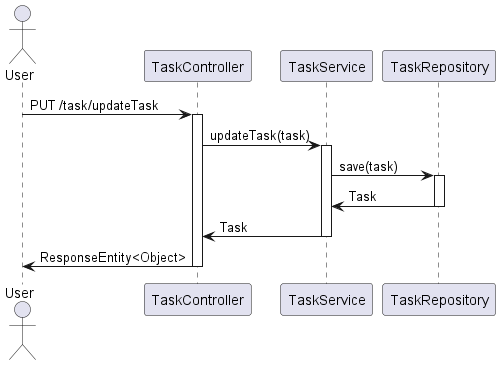 User
TaskController
TaskService
TaskRepository
PUT /task/updateTask
updateTask(task)
save(task)
Task
Task
ResponseEntity<Object>
User
TaskController
TaskService
TaskRepository